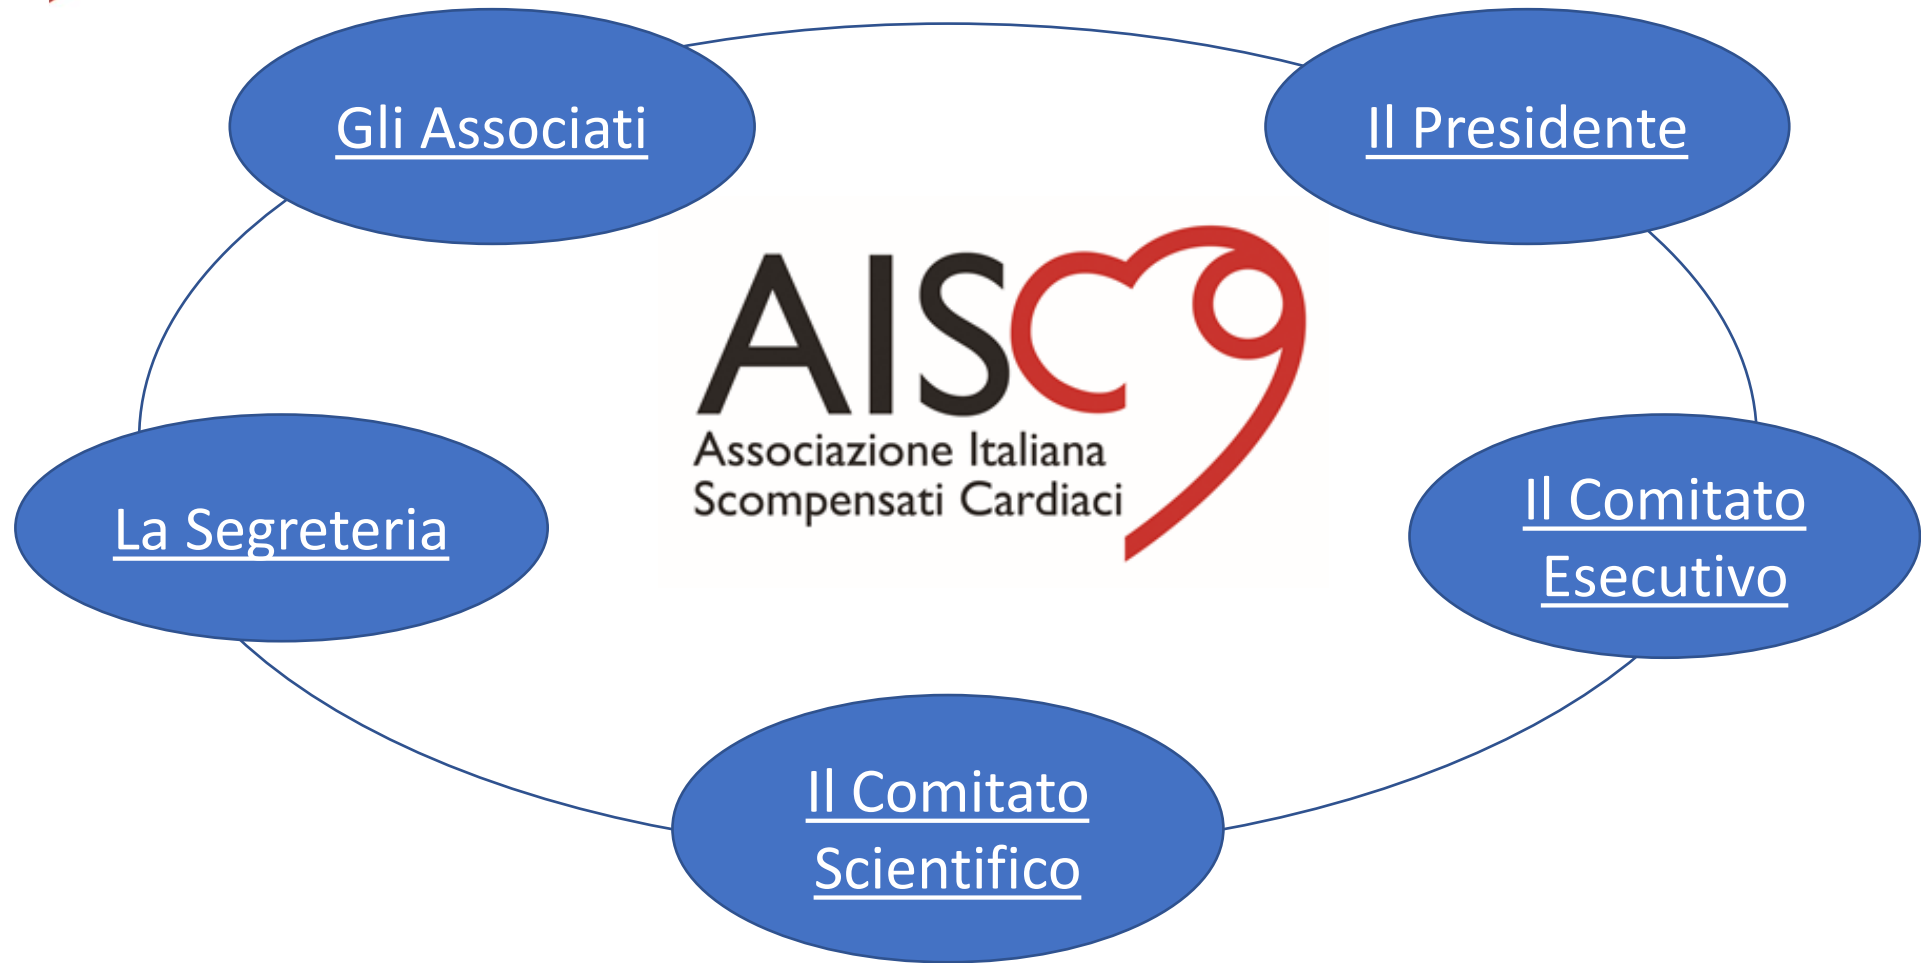 Gli Associati
Il Presidente
AISC
Associazione Italiana
Scompensati Cardiaci
La Segreteria
Il Comitato
Esecutivo
Il Comitato
Scientifico